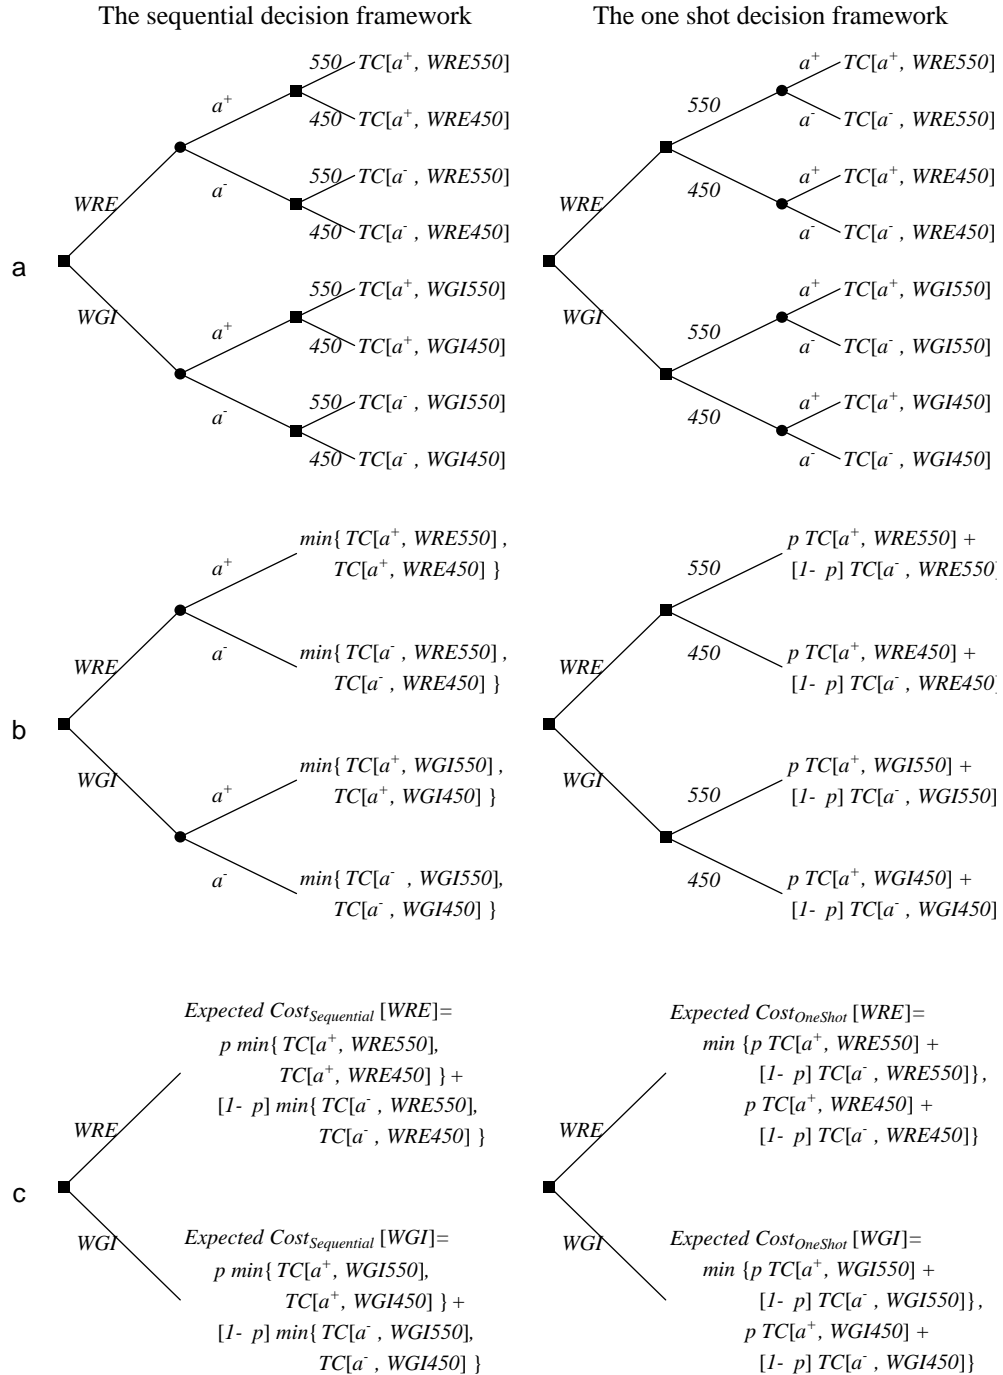 The sequential decision framework
The one shot decision framework
a
WRE
WGI
a+
a-
a+
a-
550 TC[a+, WRE550]
450 TC[a+, WRE450]
550 TC[a- , WRE550]
450 TC[a- , WRE450]
550 TC[a+, WGI550]
450 TC[a+, WGI450]
550 TC[a- , WGI550]
450 TC[a- , WGI450]
WRE
WGI
550
450
550
450
a+ TC[a+, WRE550]
a- TC[a- , WRE550]
a+ TC[a+, WRE450]
a- TC[a- , WRE450]
a+ TC[a+, WGI550]
a- TC[a- , WGI550]
a+ TC[a+, WGI450]
a- TC[a- , WGI450]
b
WRE
WGI
a+
min{ TC[a+, WRE550] ,
TC[a+, WRE450] }
a-
min{ TC[a- , WRE550] ,
TC[a- , WRE450] }
a+
min{ TC[a+, WGI550] ,
TC[a+, WGI450] }
a-
min{ TC[a- , WGI550],
TC[a- , WGI450] }
WRE
WGI
550
p TC[a+, WRE550] +
[1- p] TC[a- , WRE550]
450
p TC[a+, WRE450] +
[1- p] TC[a- , WRE450]
550
p TC[a+, WGI550] +
[1- p] TC[a- , WGI550]
450
p TC[a+, WGI450] +
[1- p] TC[a- , WGI450]
c
WRE
Expected CostSequential [WRE]=
p min{ TC[a+, WRE550],
TC[a+, WRE450] } +
[1- p] min{ TC[a- , WRE550],
TC[a- , WRE450] }
WGI
Expected CostSequential [WGI]=
p min{ TC[a+, WGI550],
TC[a+, WGI450] } +
[1- p] min{ TC[a- , WGI550],
TC[a- , WGI450] }
WRE
Expected CostOneShot [WRE]=
min {p TC[a+, WRE550] +
[1- p] TC[a- , WRE550]},
p TC[a+, WRE450] +
[1- p] TC[a- , WRE450]}
WGI
Expected CostOneShot [WGI]=
min {p TC[a+, WGI550] +
[1- p] TC[a- , WGI550]},
p TC[a+, WGI450] +
[1- p] TC[a- , WGI450]}